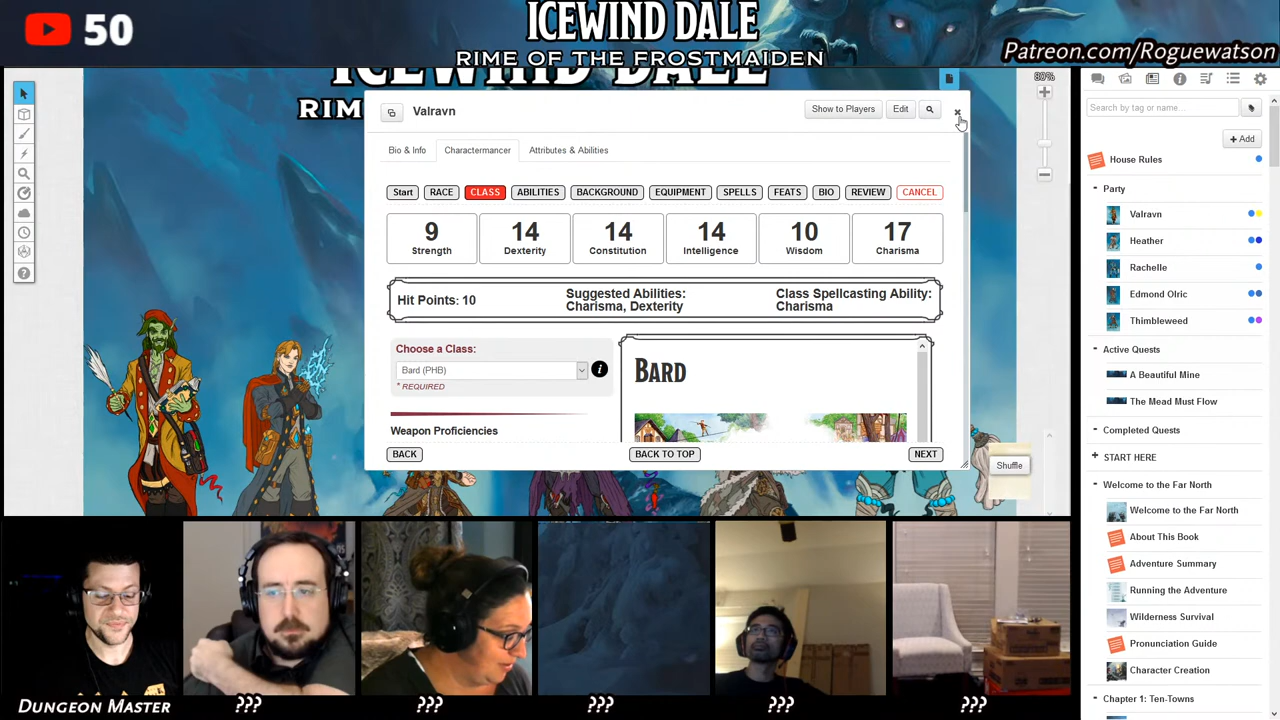 50
ICEWIND DALE
RIME OF THE FROSTMAIDEN
Patreon.com/Roguewatson
80%
Valravn
Show to Players
Edit
Bio & Info
Charactermancer
Attributes & Abilities
Start
RACE
CLASS
ABILITIES
BACKGROUND
EQUIPMENT
SPELLS
FEATS
BIO
REVIEW
CANCEL
9
Strength
14
Dexterity
14
Constitution
14
Intelligence
10
Wisdom
17
Charisma
Hit Points: 10
Suggested Abilities:
Charisma, Dexterity
Class Spellcasting Ability:
Charisma
Choose a Class:
Bard (PHB)
* REQUIRED
Weapon Proficiencies
BARD
BACK
BACK TO TOP
NEXT
Shuffle
Search by tag or name...
+ Add
House Rules
Party
Valravn
Heather
Rachelle
Edmond Olric
Thimbleweed
Active Quests
A Beautiful Mine
The Mead Must Flow
Completed Quests
START HERE
Welcome to the Far North
Welcome to the Far North
About This Book
Adventure Summary
Running the Adventure
Wilderness Survival
Pronunciation Guide
Character Creation
Chapter 1: Ten-Towns
DUNGEON MASTER
???
???
???
???
???